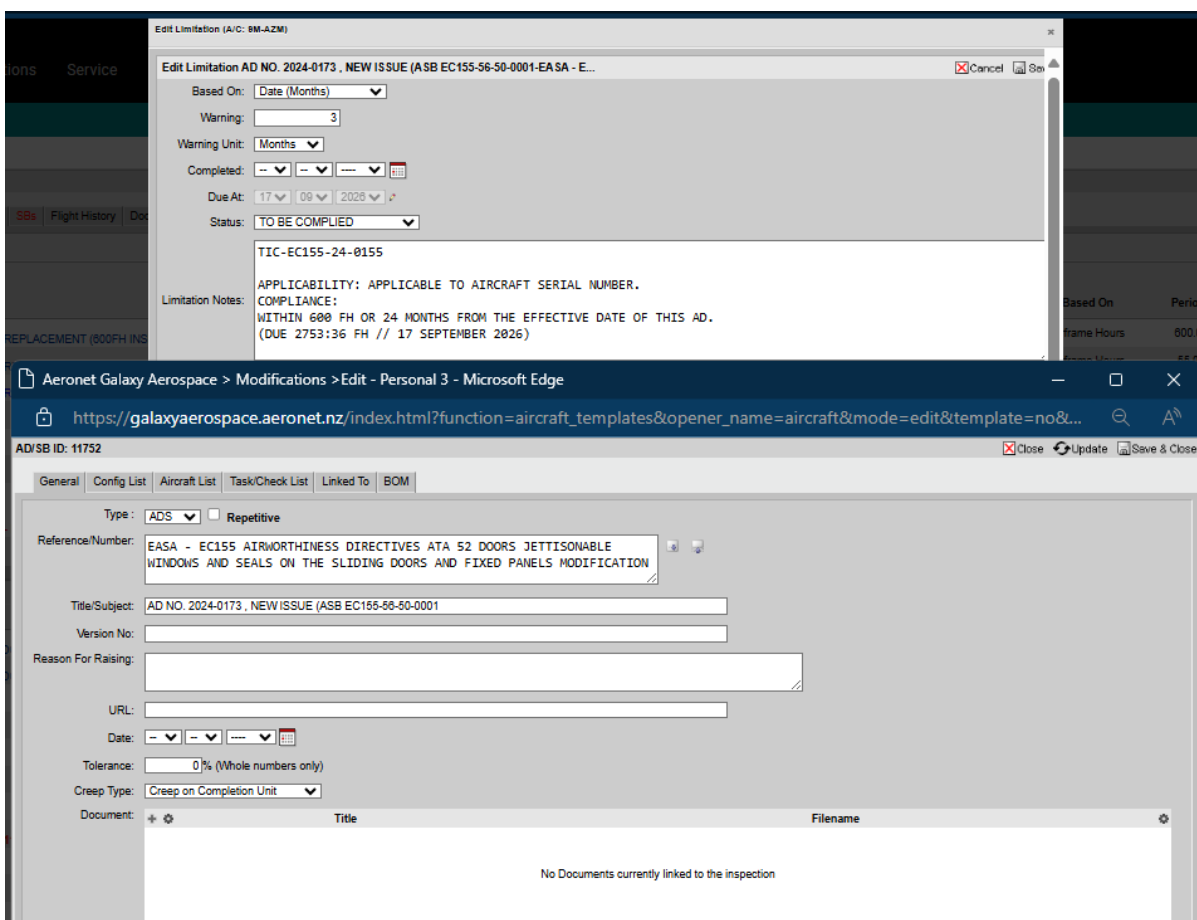 Edit Limitation (A/C: 9M-AZM)
tions Service
Edit Limitation AD NO. 2024-0173 , NEW ISSUE (ASB EC155-56-50-0001-EASA - E...
Cancel Sav
Based On: Date (Months)
Warning: 3
Warning Unit: Months
Completed: -- -- ----
Due At: 17 09 2026
SBs Flight History Doc
Status: TO BE COMPLIED
Limitation Notes:
TIC-EC155-24-0155
APPLICABILITY: APPLICABLE TO AIRCRAFT SERIAL NUMBER.
COMPLIANCE:
WITHIN 600 FH OR 24 MONTHS FROM THE EFFECTIVE DATE OF THIS AD.
(DUE 2753:36 FH // 17 SEPTEMBER 2026)
Based On Perio
REPLACEMENT (600FH INS
frame Hours 600.
Aeronet Galaxy Aerospace > Modifications >Edit - Personal 3 - Microsoft Edge
https://galaxyaerospace.aeronet.nz/index.html?function=aircraft_templates&opener_name=aircraft&mode=edit&template=no&...
AD/SB ID: 11752
Close Update Save & Close
General Config List Aircraft List Task/Check List Linked To BOM
Type : ADS Repetitive
Reference/Number: EASA - EC155 AIRWORTHINESS DIRECTIVES ATA 52 DOORS JETTISONABLE
WINDOWS AND SEALS ON THE SLIDING DOORS AND FIXED PANELS MODIFICATION
Title/Subject: AD NO. 2024-0173 , NEW ISSUE (ASB EC155-56-50-0001
Version No:
Reason For Raising:
URL:
Date: -- -- ----
Tolerance: 0 % (Whole numbers only)
Creep Type: Creep on Completion Unit
Document: Title Filename
No Documents currently linked to the inspection